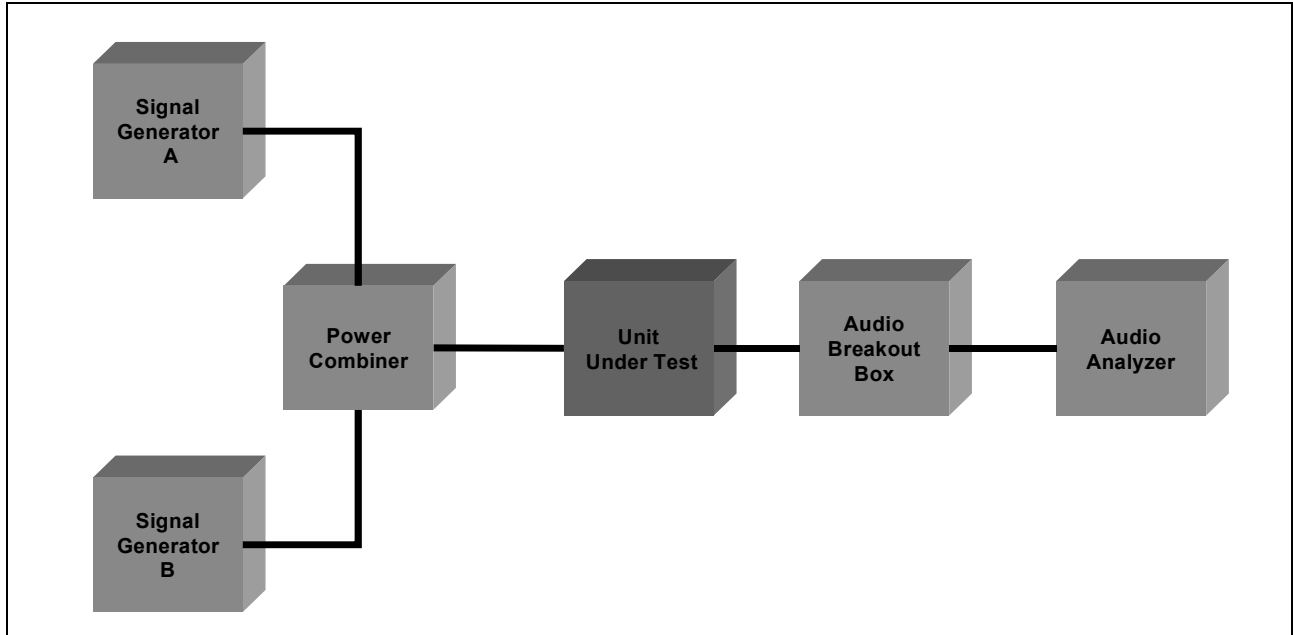 Signal
Generator
A
Power
Combiner
Unit
Under Test
Audio
Breakout
Box
Audio
Analyzer
Signal
Generator
B